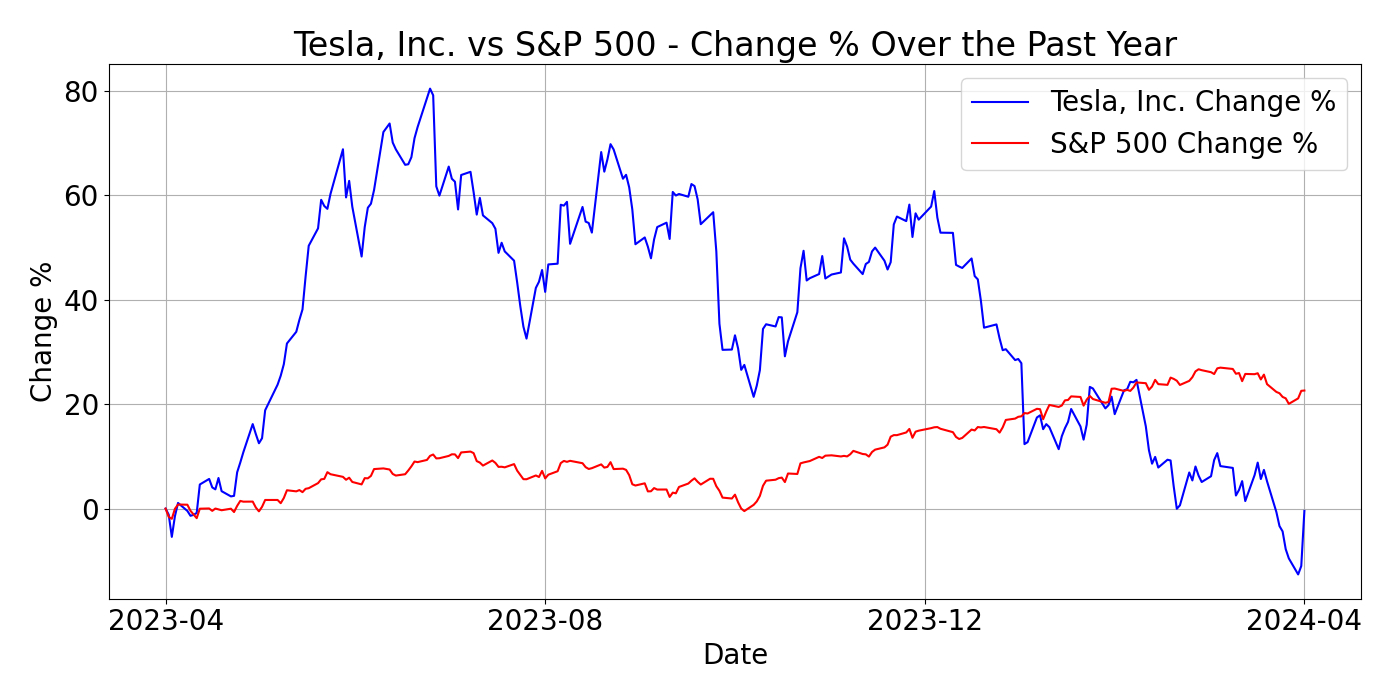 Tesla, Inc. vs S&P 500 - Change % Over the Past Year
Tesla, Inc. Change %
S&P 500 Change %
Change %
80
60
40
20
0
2023-04
2023-08
2023-12
2024-04
Date